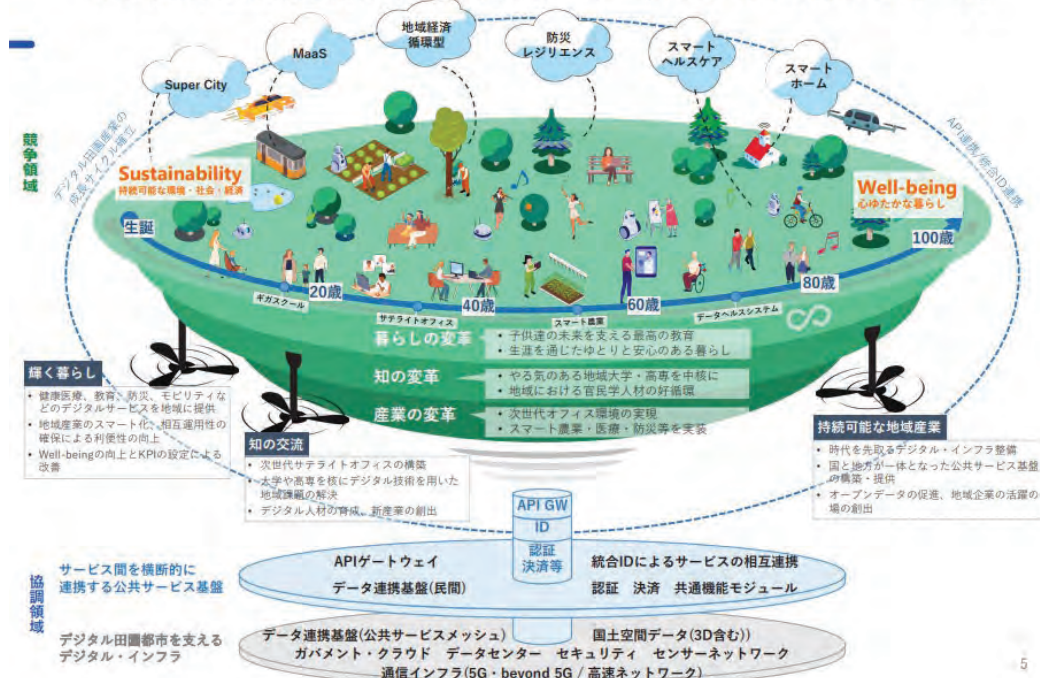 Super City
MaaS
地域経済
循環型
防災
レジリエンス
スマート
ヘルスケア
スマート
ホーム
競争領域
デジタル田園産業の
成長サイクル確立
API連携/統合ID連携
Sustainability
持続可能な環境・社会・経済
Well-being
心ゆたかな暮らし
生誕
20歳
40歳
60歳
80歳
100歳
ギガスクール
サテライトオフィス
スマート農業
データヘルスシステム
暮らしの変革
• 子供達の未来を支える最高の教育
• 生涯を通じたゆとりと安心のある暮らし
知の変革
• やる気のある地域大学・高専を中核に
• 地域における官民学人材の好循環
産業の変革
• 次世代オフィス環境の実現
• スマート農業・医療・防災等を実装
輝く暮らし
• 健康医療、教育、防災、モビリティな
どのデジタルサービスを地域に提供
• 地域産業のスマート化、相互運用性の
確保による利便性の向上
• Well-beingの向上とKPIの設定による
改善
知の交流
• 次世代サテライトオフィスの構築
• 大学や高専を核にデジタル技術を用いた
地域課題の解決
• デジタル人材の育成、新産業の創出
持続可能な地域産業
• 時代を先取るデジタル・インフラ整備
• 国と地方が一体となった公共サービス基盤
の構築・提供
• オープンデータの促進、地域企業の活躍の
場の創出
API GW
ID
認証
決済等
協調領域
サービス間を横断的に
連携する公共サービス基盤
APIゲートウェイ
統合IDによるサービスの相互連携
データ連携基盤(民間)
認証 決済 共通機能モジュール
デジタル田園都市を支える
デジタル・インフラ
データ連携基盤(公共サービスメッシュ)
国土空間データ(3D含む))
ガバメント・クラウド データセンター セキュリティ センサーネットワーク
通信インフラ(5G・beyond 5G / 高速ネットワーク)
5